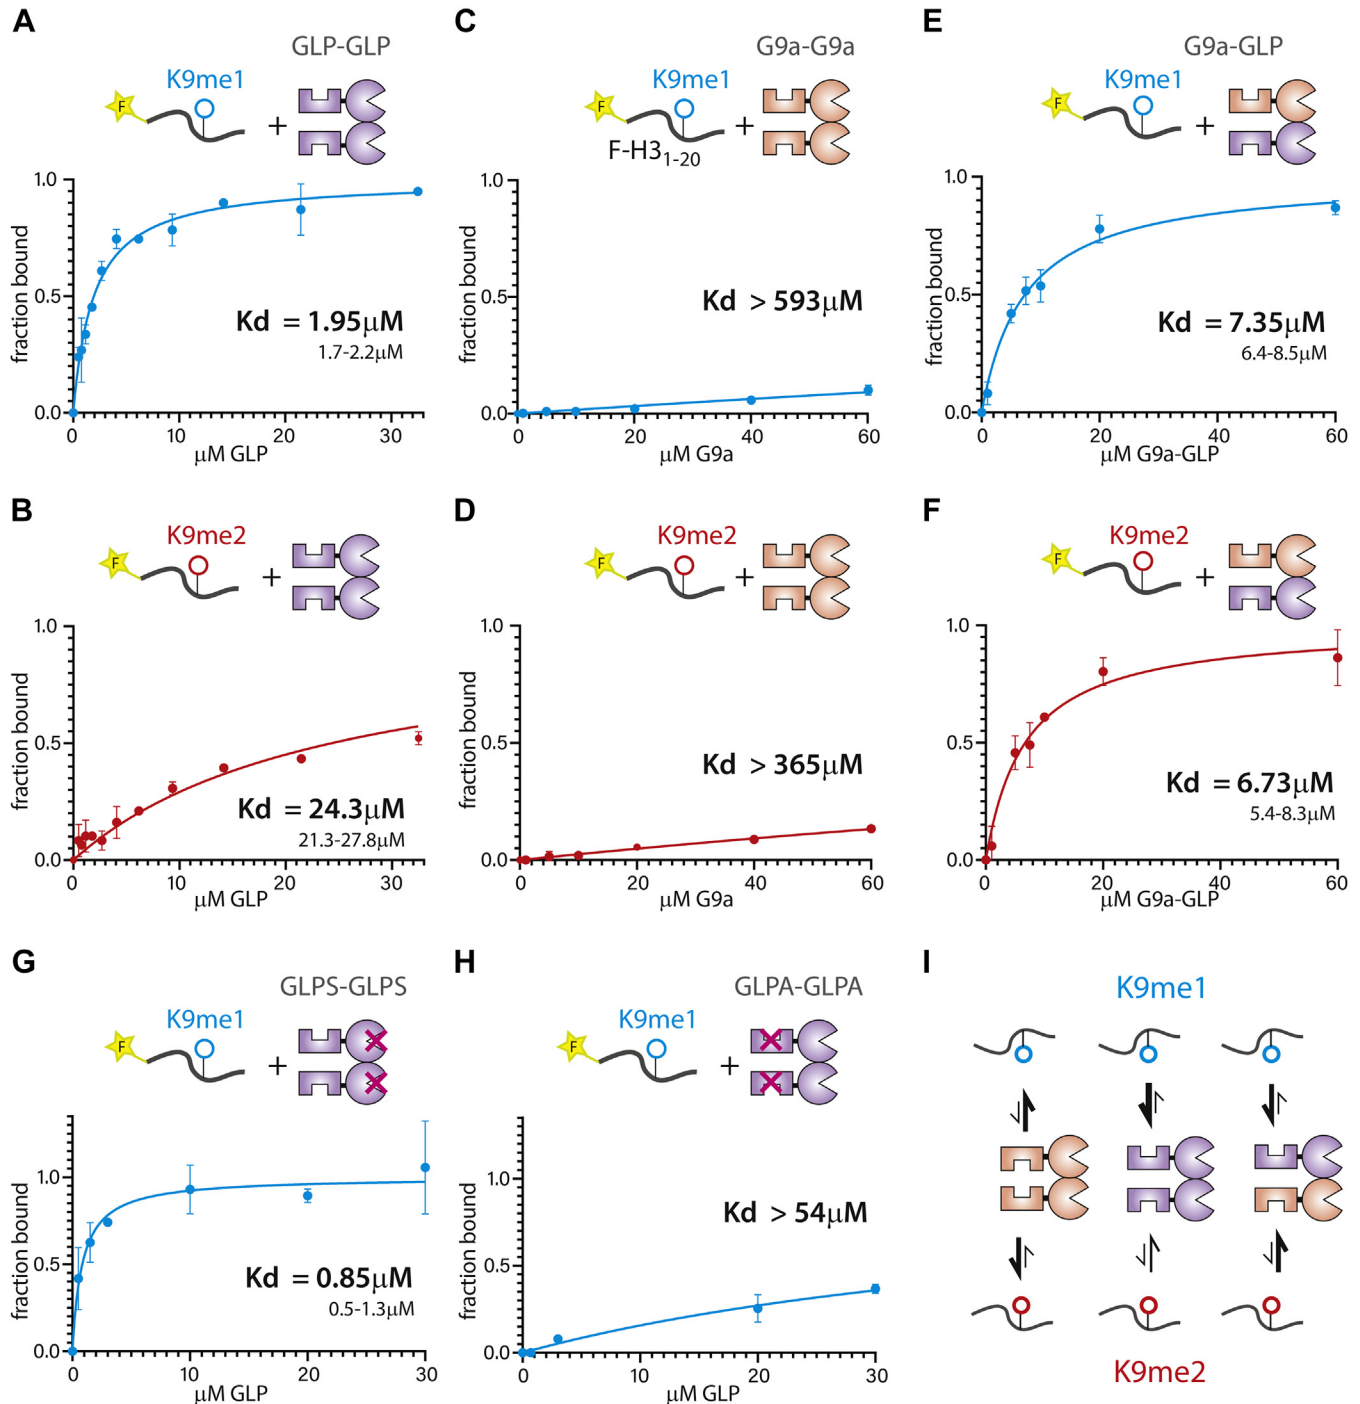 A
GLP-GLP
K9me1
F
+
1.0
0.5
0.0
fraction bound
Kd = 1.95μM
1.7-2.2μM
0 10 20 30
μM GLP
C
G9a-G9a
K9me1
F
+
F-H3₁₋₂₀
1.0
0.5
0.0
fraction bound
Kd > 593μM
0 20 40 60
μM G9a
E
G9a-GLP
K9me1
F
+
1.0
0.5
0.0
fraction bound
Kd = 7.35μM
6.4-8.5μM
0 20 40 60
μM G9a-GLP
B
K9me2
F
+
1.0
0.5
0.0
fraction bound
Kd = 24.3μM
21.3-27.8μM
0 10 20 30
μM GLP
D
K9me2
F
+
1.0
0.5
0.0
fraction bound
Kd > 365μM
0 20 40 60
μM G9a
F
K9me2
F
+
1.0
0.5
0.0
fraction bound
Kd = 6.73μM
5.4-8.3μM
0 20 40 60
μM G9a-GLP
G
GLPS-GLPS
K9me1
F
+
1.0
0.5
0.0
fraction bound
Kd = 0.85μM
0.5-1.3μM
0 10 20 30
μM GLP
H
GLPA-GLPA
K9me1
F
+
1.0
0.5
0.0
fraction bound
Kd > 54μM
0 10 20 30
μM GLP
I
K9me1
K9me2